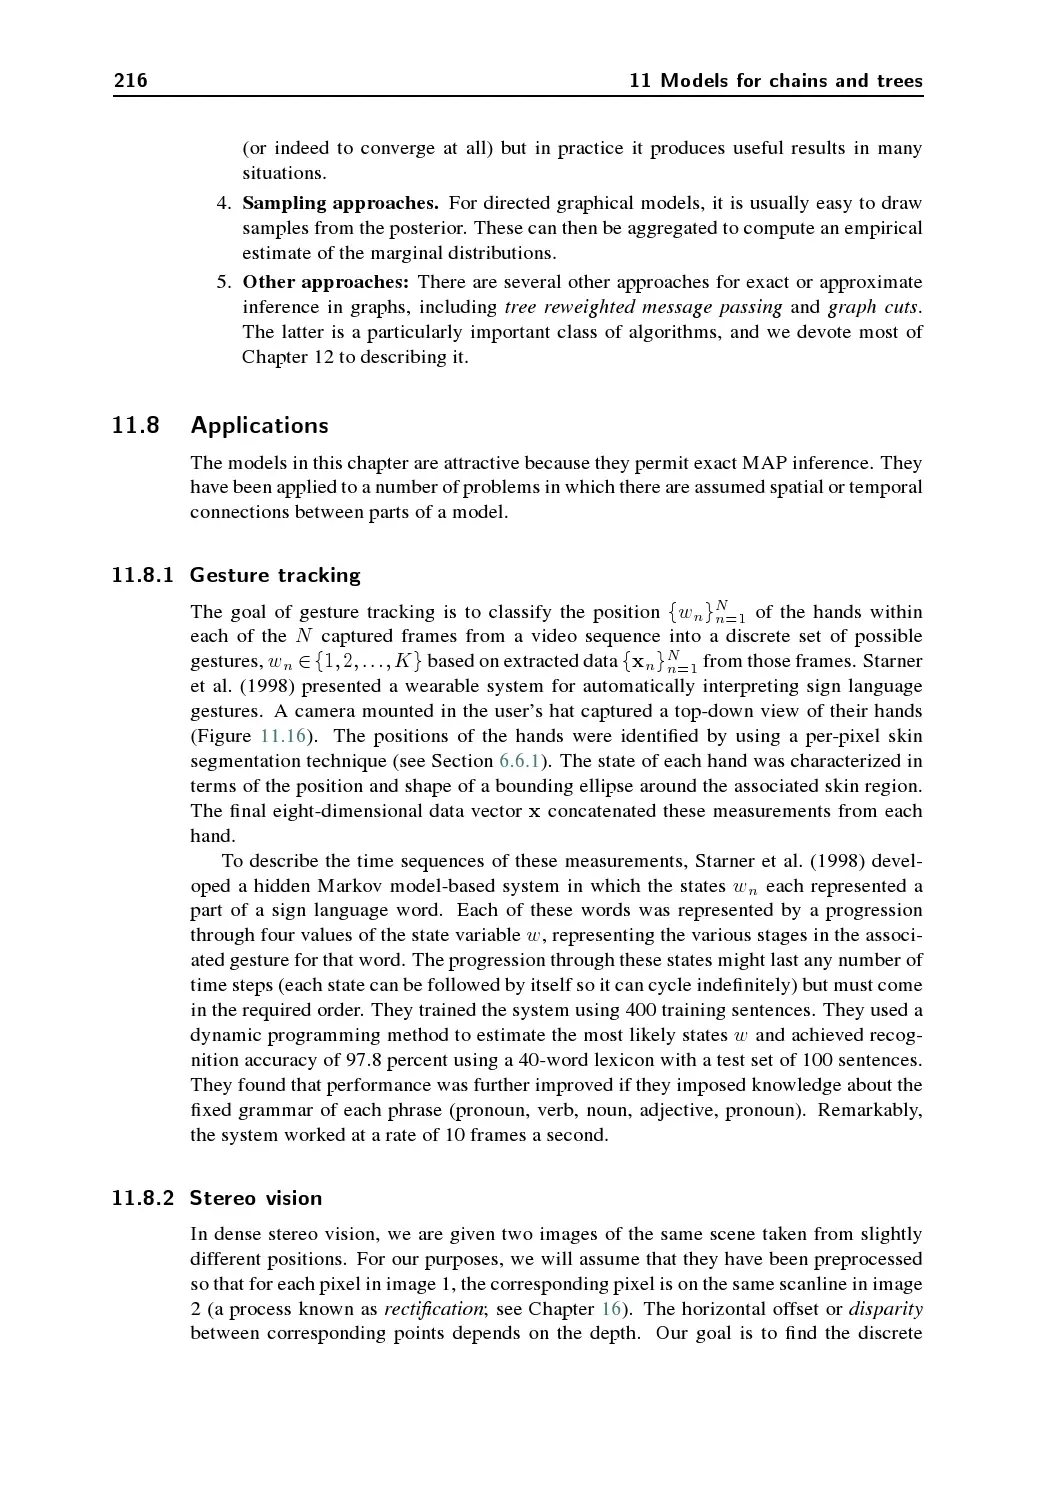 216 11 Models for chains and trees
(or indeed to converge at all) but in practice it produces useful results in many
situations.
4. Sampling approaches. For directed graphical models, it is usually easy to draw
samples from the posterior. These can then be aggregated to compute an empirical
estimate of the marginal distributions.
5. Other approaches: There are several other approaches for exact or approximate
inference in graphs, including tree reweighted message passing and graph cuts.
The latter is a particularly important class of algorithms, and we devote most of
Chapter 12 to describing it.
11.8 Applications
The models in this chapter are attractive because they permit exact MAP inference. They
have been applied to a number of problems in which there are assumed spatial or temporal
connections between parts of a model.
11.8.1 Gesture tracking
The goal of gesture tracking is to classify the position {wₙ}ᴺₙ₌₁ of the hands within
each of the N captured frames from a video sequence into a discrete set of possible
gestures, wₙ ∈ {1, 2, . . . , K} based on extracted data {xₙ}ᴺₙ₌₁ from those frames. Starner
et al. (1998) presented a wearable system for automatically interpreting sign language
gestures. A camera mounted in the user’s hat captured a top-down view of their hands
(Figure 11.16). The positions of the hands were identified by using a per-pixel skin
segmentation technique (see Section 6.6.1). The state of each hand was characterized in
terms of the position and shape of a bounding ellipse around the associated skin region.
The final eight-dimensional data vector x concatenated these measurements from each
hand.
To describe the time sequences of these measurements, Starner et al. (1998) devel-
oped a hidden Markov model-based system in which the states wₙ each represented a
part of a sign language word. Each of these words was represented by a progression
through four values of the state variable w, representing the various stages in the associ-
ated gesture for that word. The progression through these states might last any number of
time steps (each state can be followed by itself so it can cycle indefinitely) but must come
in the required order. They trained the system using 400 training sentences. They used a
dynamic programming method to estimate the most likely states w and achieved recog-
nition accuracy of 97.8 percent using a 40-word lexicon with a test set of 100 sentences.
They found that performance was further improved if they imposed knowledge about the
fixed grammar of each phrase (pronoun, verb, noun, adjective, pronoun). Remarkably,
the system worked at a rate of 10 frames a second.
11.8.2 Stereo vision
In dense stereo vision, we are given two images of the same scene taken from slightly
different positions. For our purposes, we will assume that they have been preprocessed
so that for each pixel in image 1, the corresponding pixel is on the same scanline in image
2 (a process known as rectification; see Chapter 16). The horizontal offset or disparity
between corresponding points depends on the depth. Our goal is to find the discrete